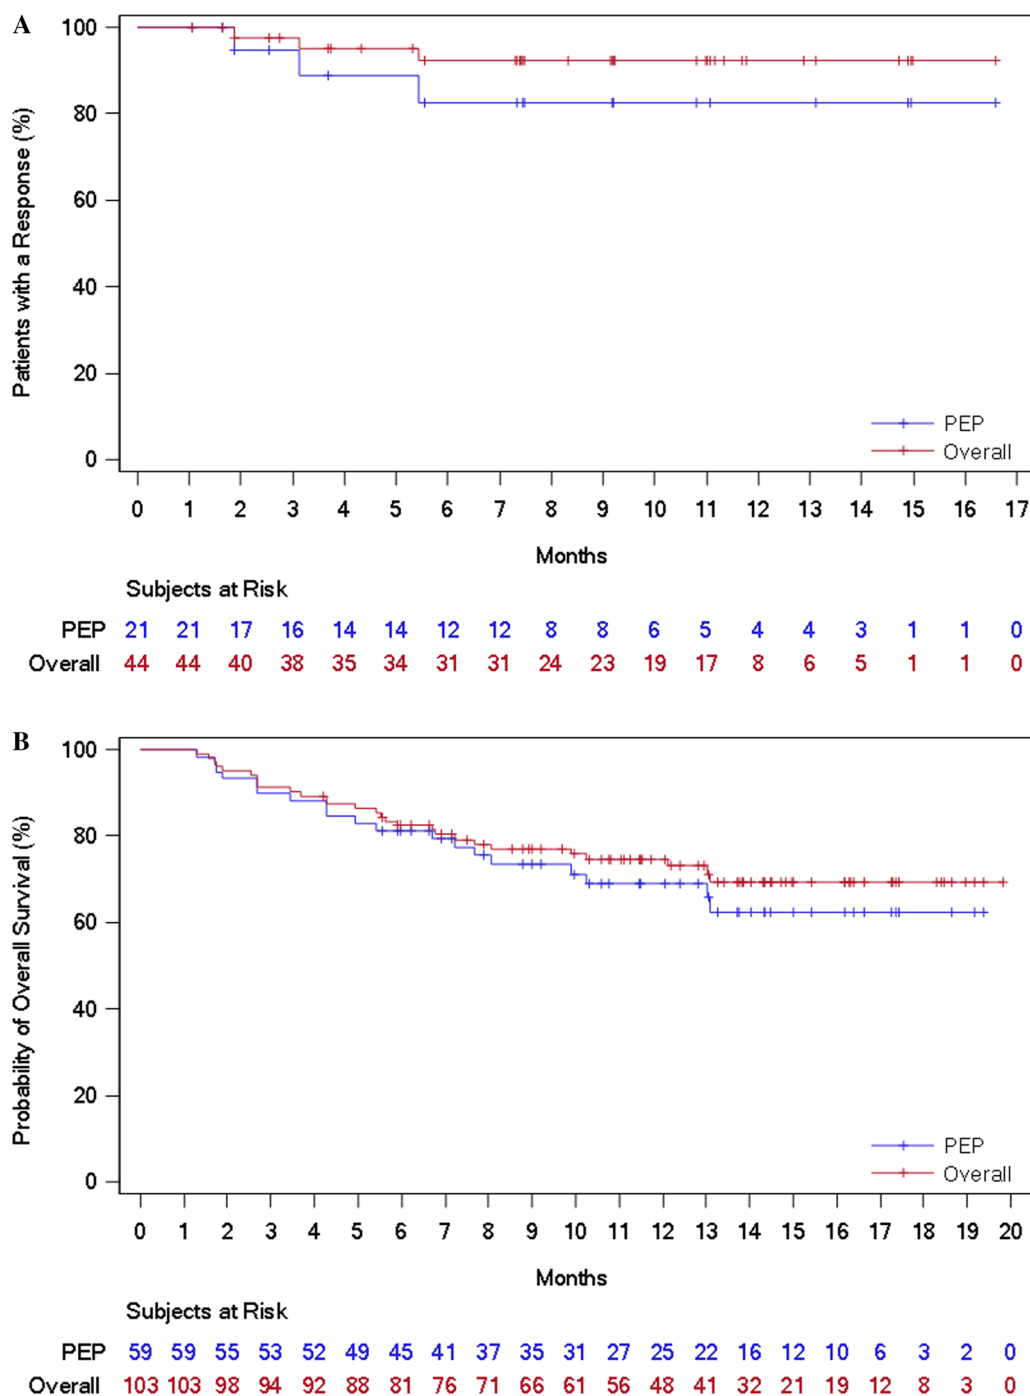 A
Patients with a Response (%)
100
80
60
40
20
0
PEP
Overall
0 1 2 3 4 5 6 7 8 9 10 11 12 13 14 15 16 17
Months
Subjects at Risk
PEP 21 21 17 16 14 14 12 12 8 8 6 5 4 4 3 1 1 0
Overall 44 44 40 38 35 34 31 31 24 23 19 17 8 6 5 1 1 0
B
Probability of Overall Survival (%)
100
80
60
40
20
0
PEP
Overall
0 1 2 3 4 5 6 7 8 9 10 11 12 13 14 15 16 17 18 19 20
Months
Subjects at Risk
PEP 59 59 55 53 52 49 45 41 37 35 31 27 25 22 16 12 10 6 3 2 0
Overall 103 103 98 94 92 88 81 76 71 66 61 56 48 41 32 21 19 12 8 3 0